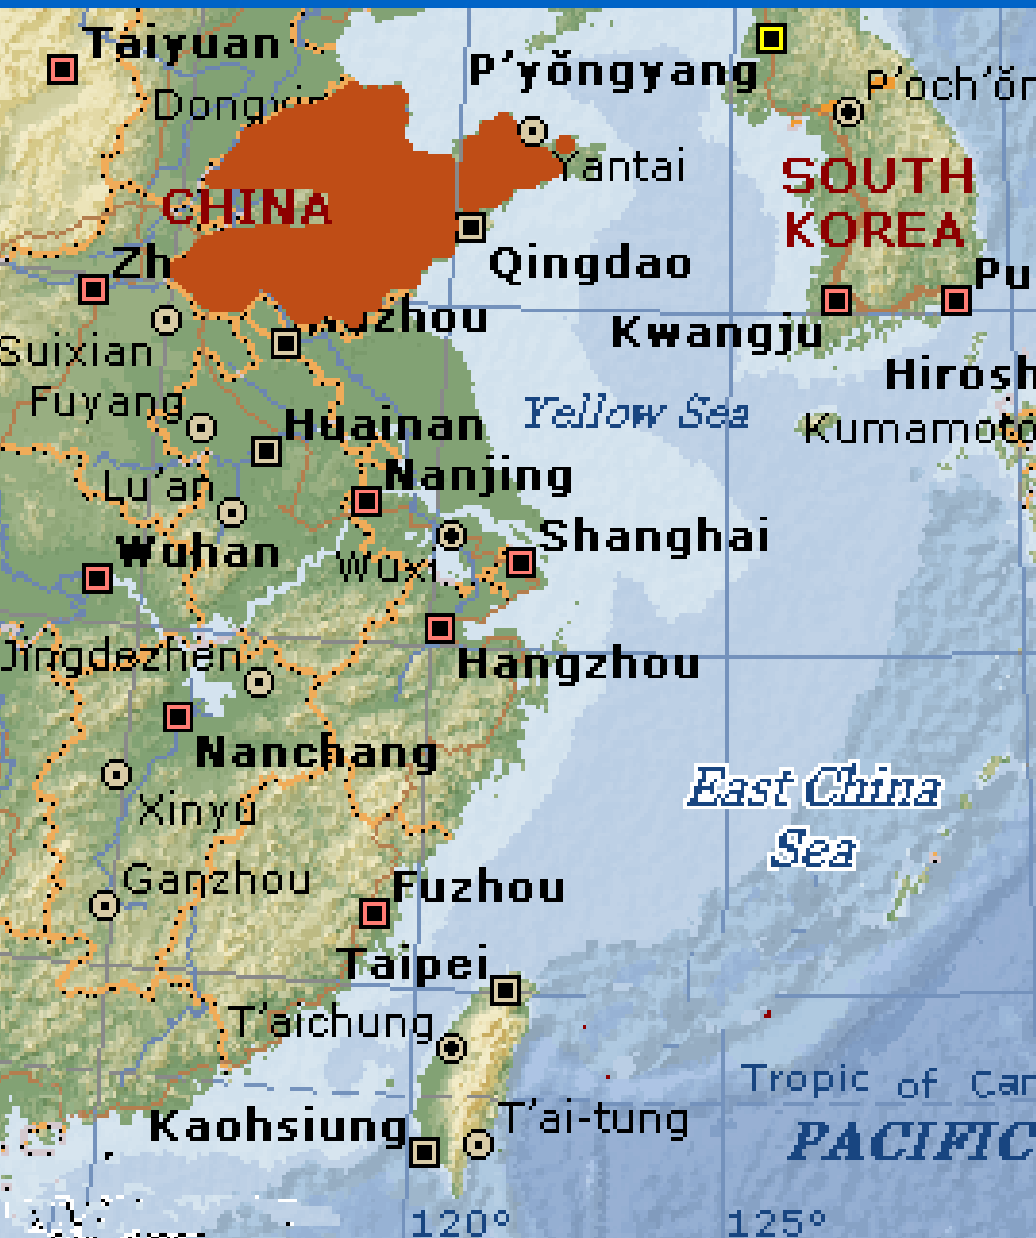 Taiyuan
P'yŏngyang
P'och'ŏn
Yantai
SOUTH
KOREA
CHINA
Zh
Qingdao
Pu
Kwangju
Suixian
Hirosh
Fuyang
Yellow Sea
Kumamoto
Huainan
Nanjing
Lu'an
Shanghai
Wuhan
Wuxi
Jingdezhen
Hangzhou
Nanchang
East China
Sea
Xinyu
Ganzhou
Fuzhou
Taipei
T'aichung
Tropic of Can
T'ai-tung
Kaohsiung
PACIFIC
120°
125°